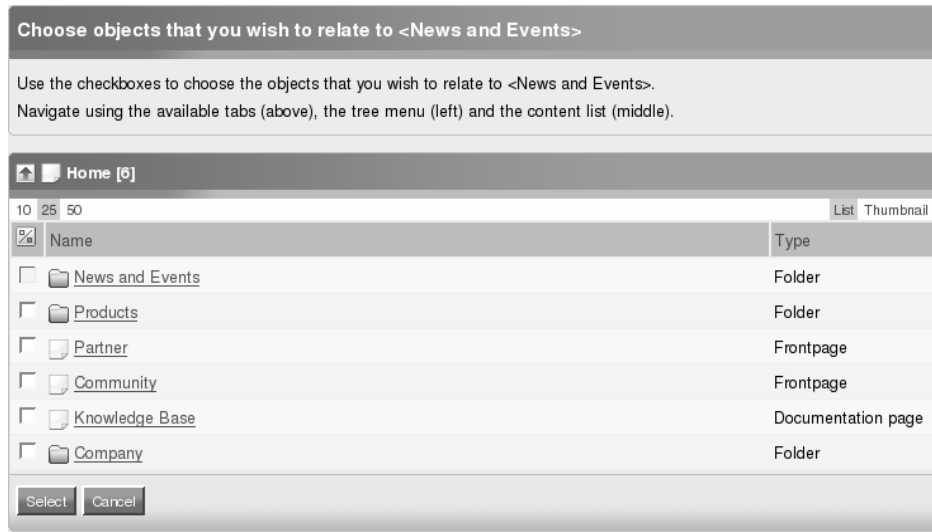 Choose objects that you wish to relate to <News and Events>
Use the checkboxes to choose the objects that you wish to relate to <News and Events>.
Navigate using the available tabs (above), the tree menu (left) and the content list (middle).
Home [6]
10 25 50 List Thumbnail
Name Type
News and Events Folder
Products Folder
Partner Frontpage
Community Frontpage
Knowledge Base Documentation page
Company Folder
Select Cancel